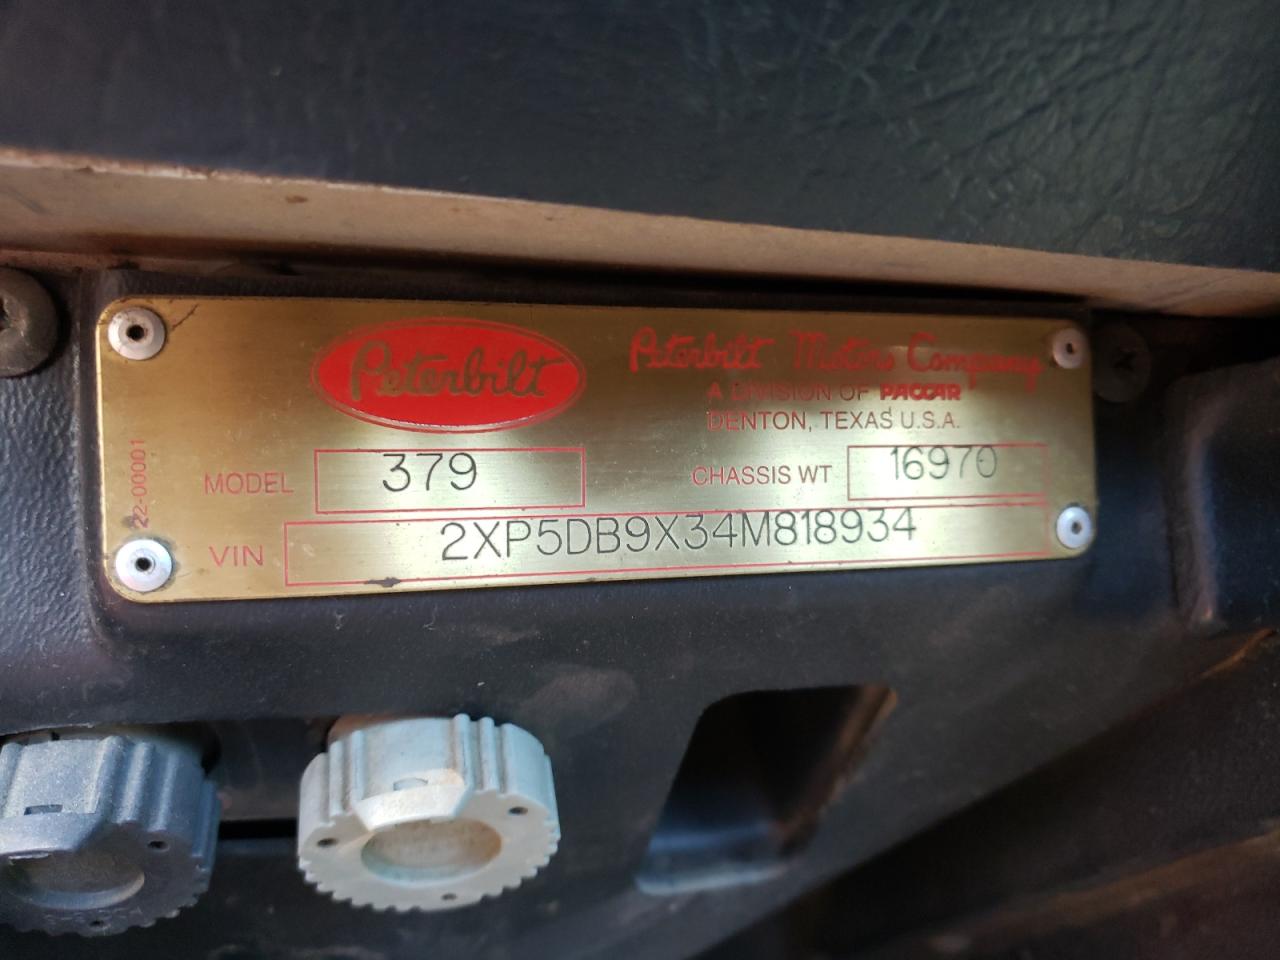 Peterbilt
Peterbilt Motors Company
A DIVISION OF PACCAR
DENTON, TEXAS U.S.A.
MODEL 379
CHASSIS WT 16970
VIN 2XP5DB9X34M818934
22-00001